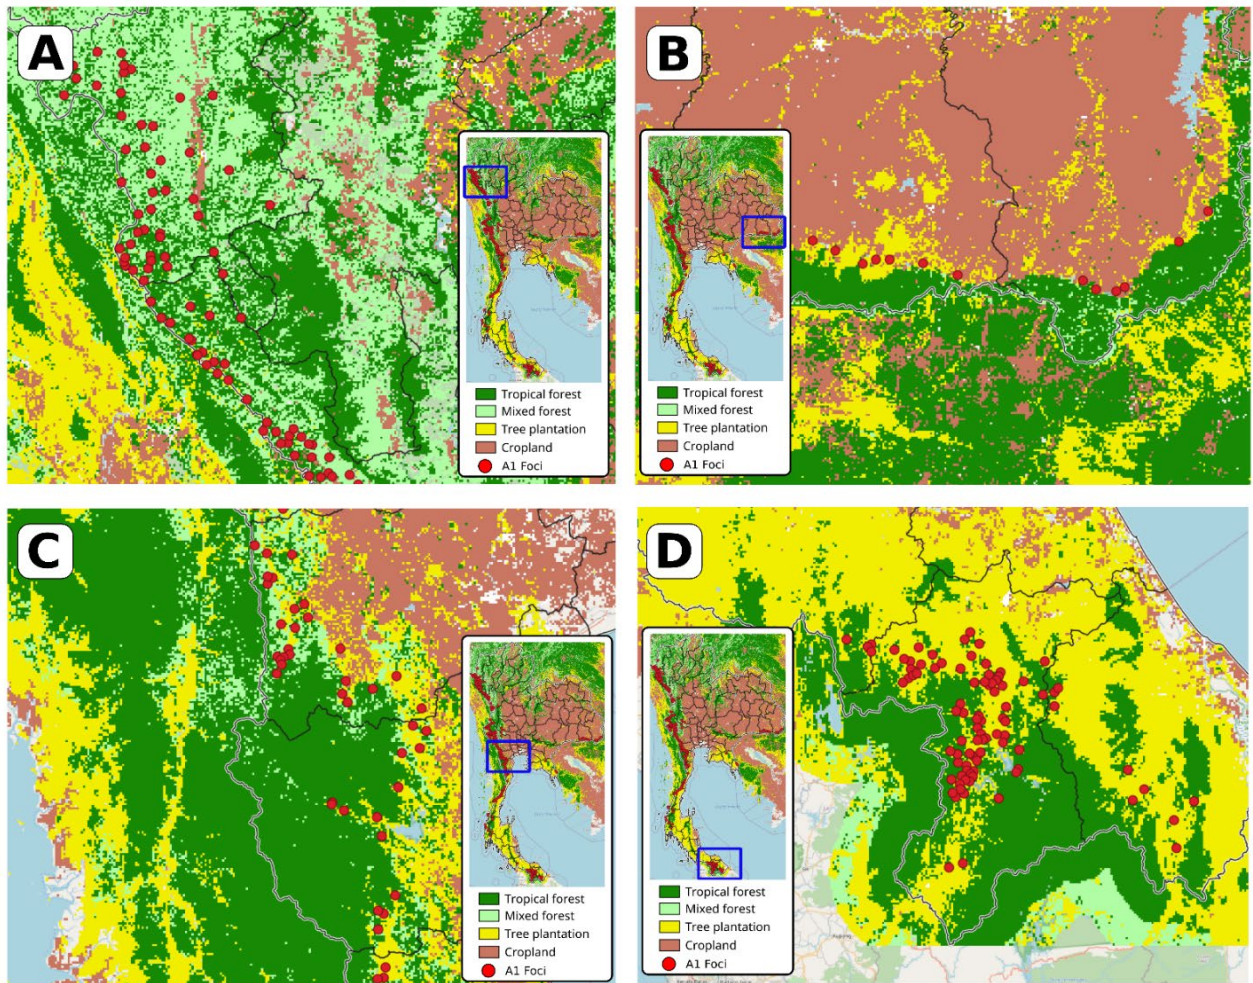 A
Tropical forest
Mixed forest
Tree plantation
Cropland
A1 Foci
B
Tropical forest
Mixed forest
Tree plantation
Cropland
A1 Foci
C
Tropical forest
Mixed forest
Tree plantation
Cropland
A1 Foci
D
Tropical forest
Mixed forest
Tree plantation
Cropland
A1 Foci